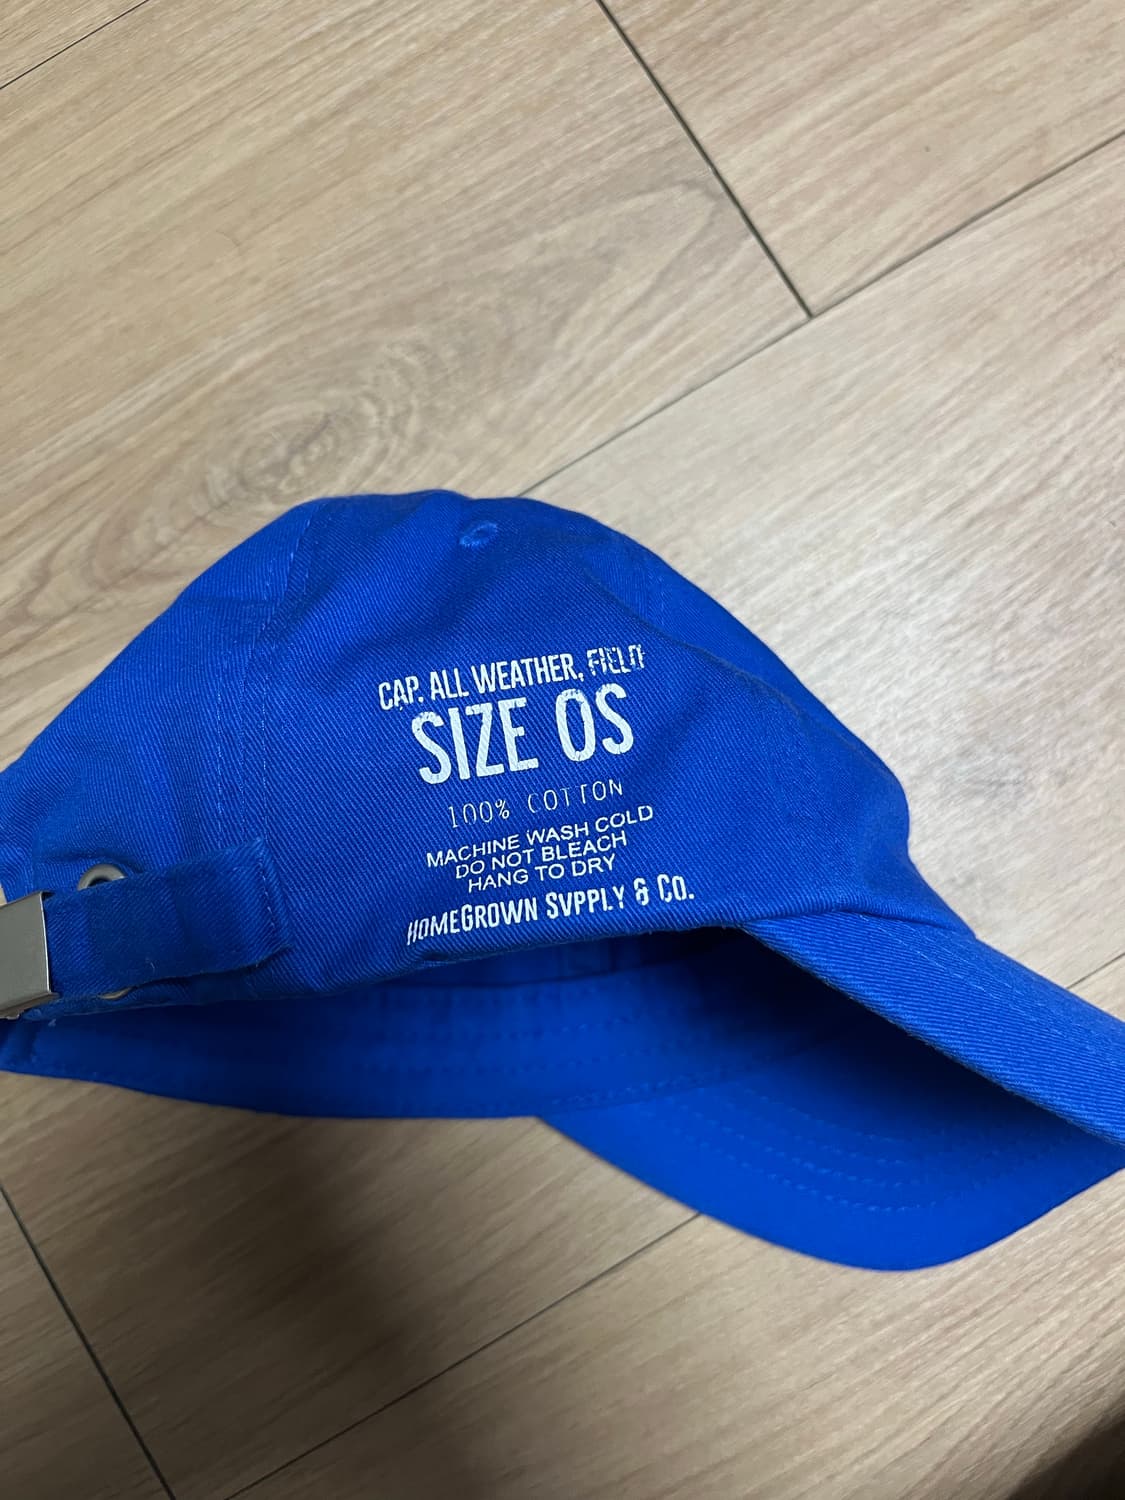 CAP. ALL WEATHER, FIELD
SIZE OS
100% COTTON
MACHINE WASH COLD
DO NOT BLEACH
HANG TO DRY
HOMEGROWN SVPPLY & CO.